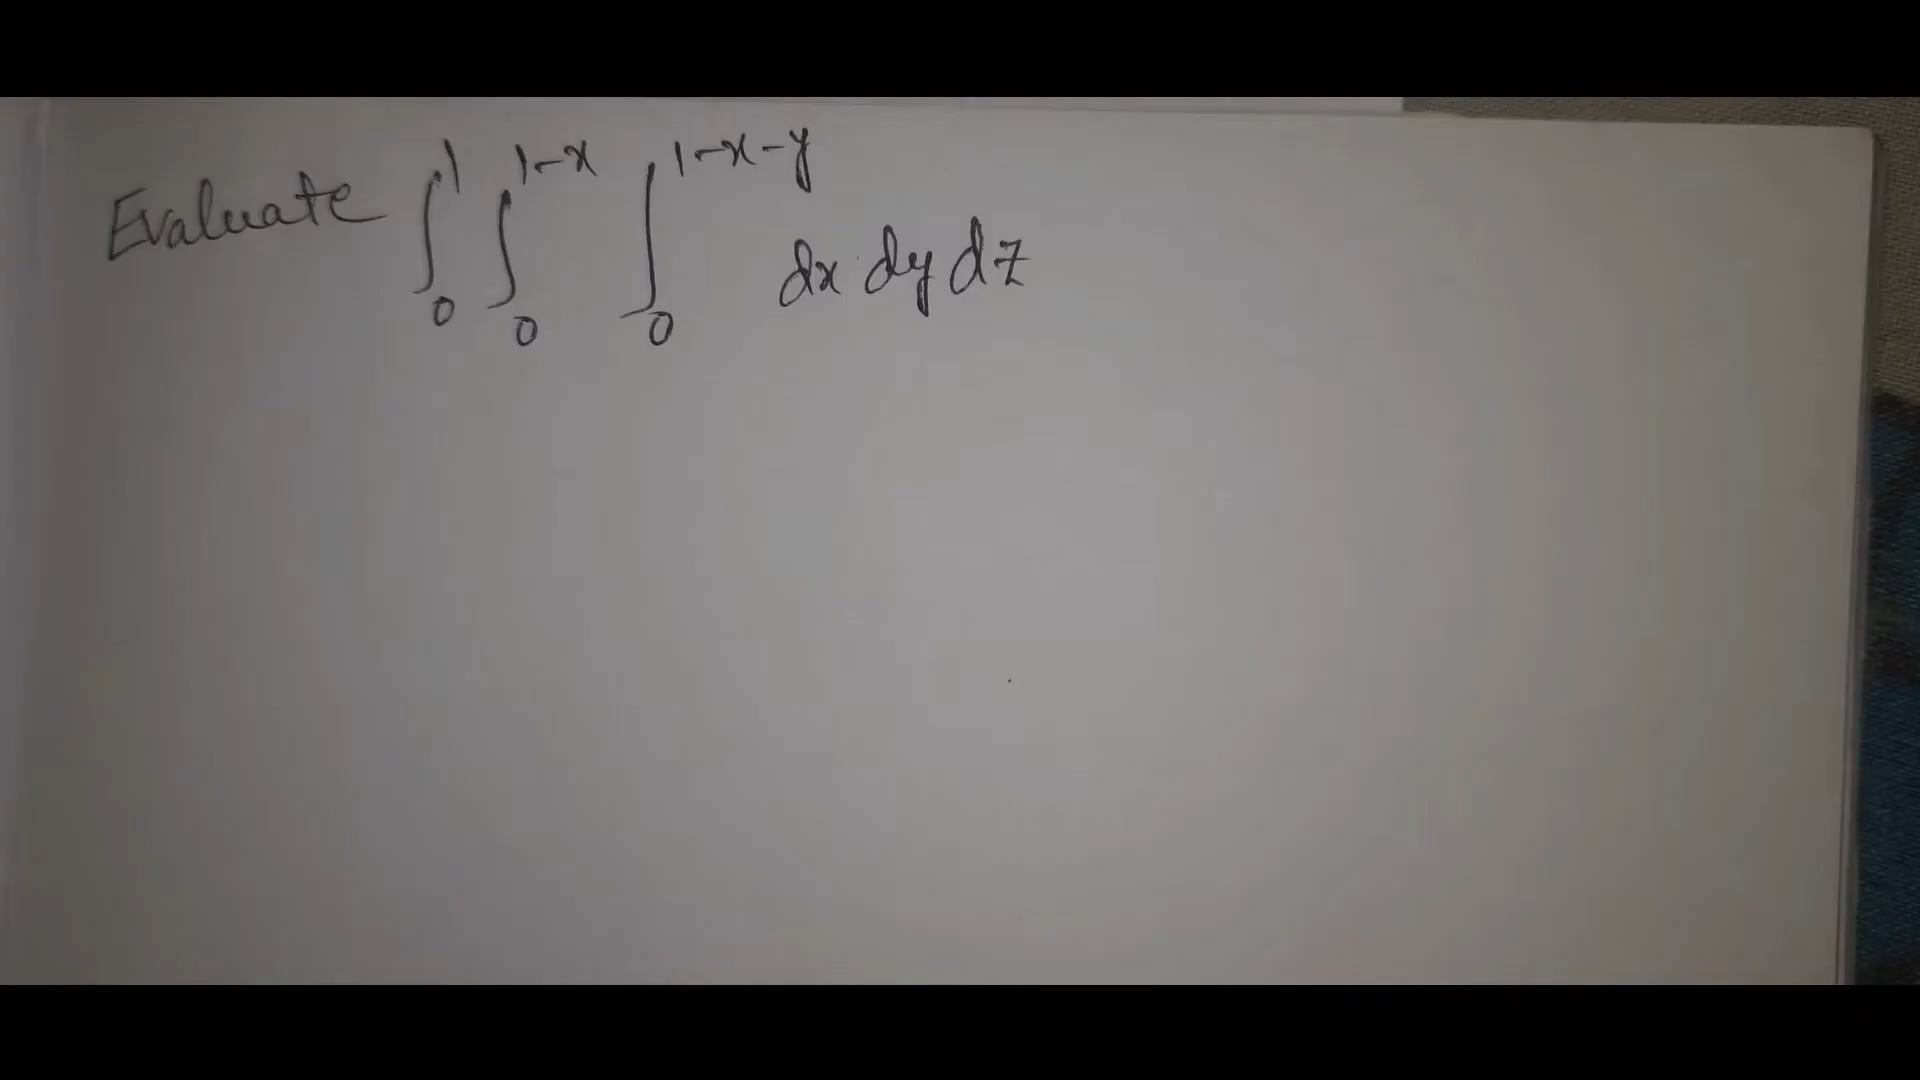 Evaluate ∫₀¹ ∫₀^{1-x} ∫₀^{1-x-y} dx dy dz